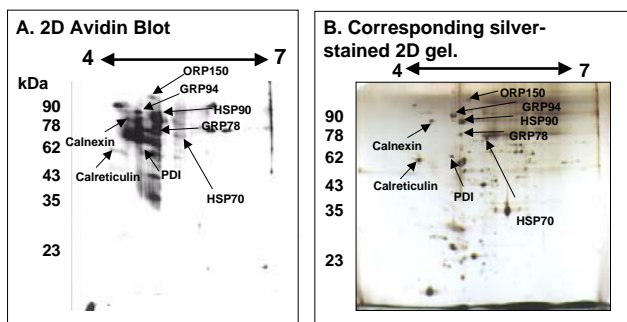 A. 2D Avidin Blot
4 7
kDa
ORP150
GRP94
90
HSP90
78
Calnexin
GRP78
62
Calreticulin
PDI
43
HSP70
35
23
B. Corresponding silver-
stained 2D gel.
4 7
ORP150
GRP94
90
HSP90
78
GRP78
Calnexin
62
Calreticulin
PDI
43
35
HSP70
23